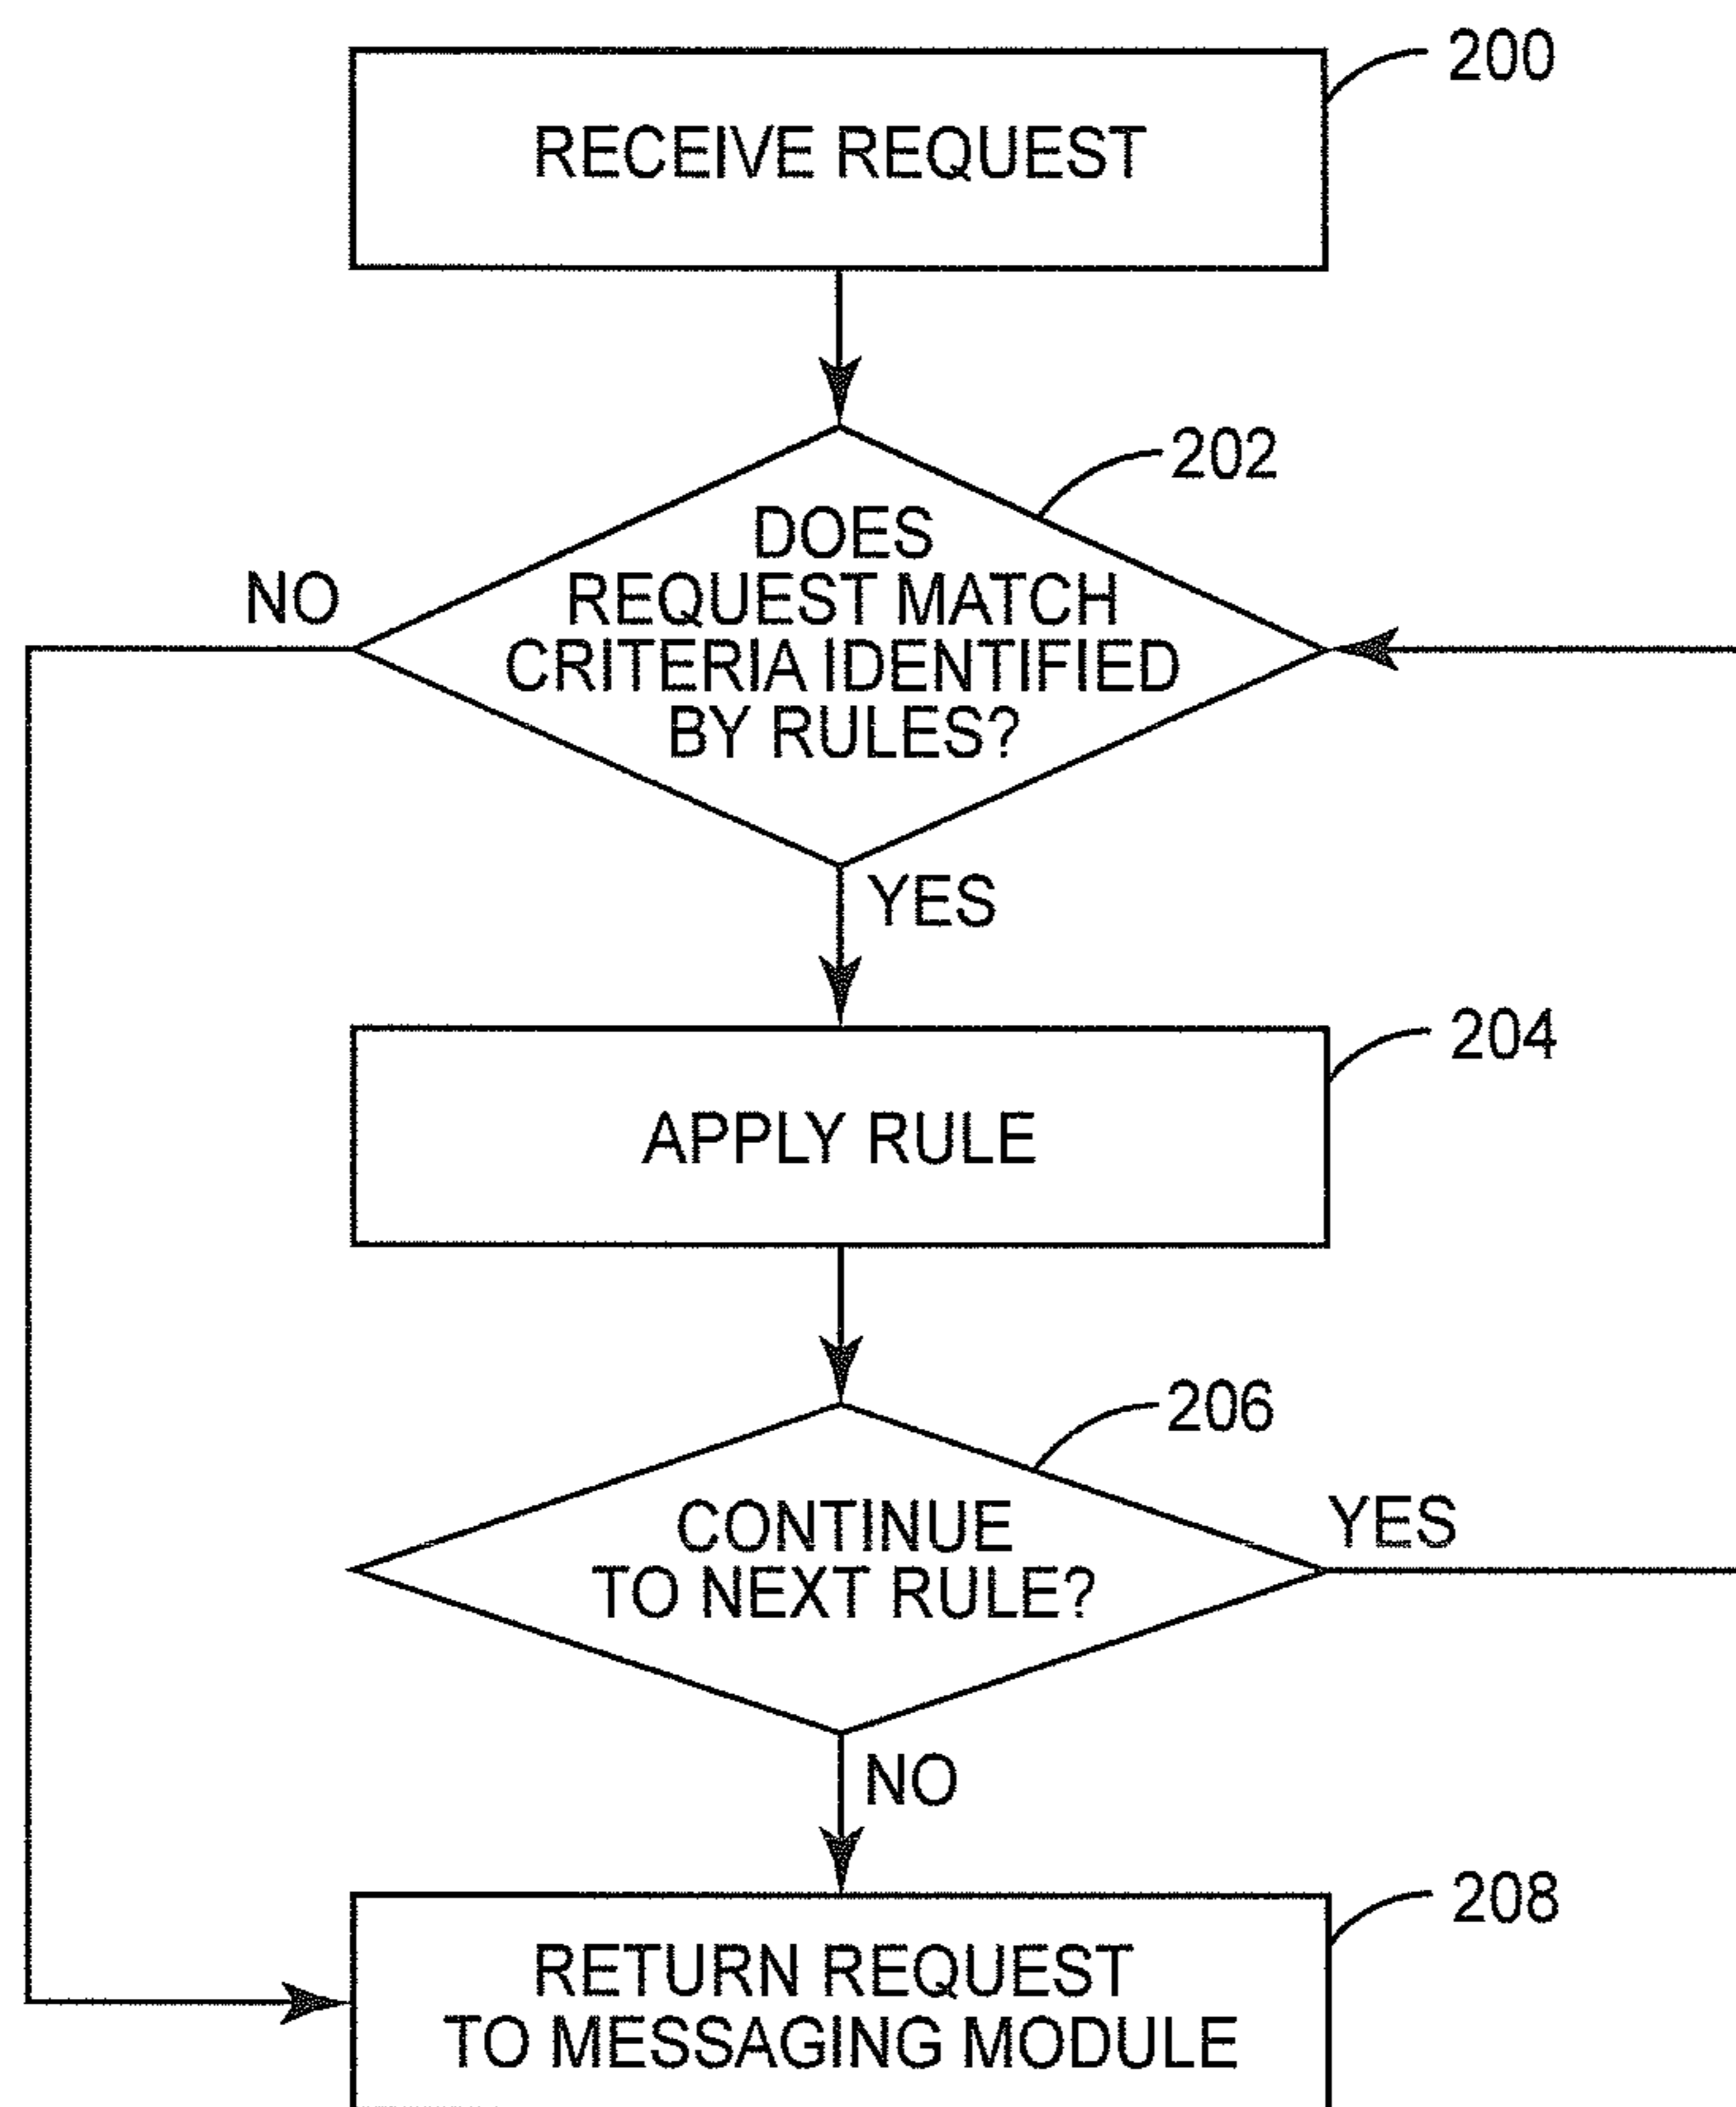 200
RECEIVE REQUEST
202
DOES
REQUEST MATCH
CRITERIA IDENTIFIED
BY RULES?
NO
YES
204
APPLY RULE
206
CONTINUE
TO NEXT RULE?
YES
NO
208
RETURN REQUEST
TO MESSAGING MODULE